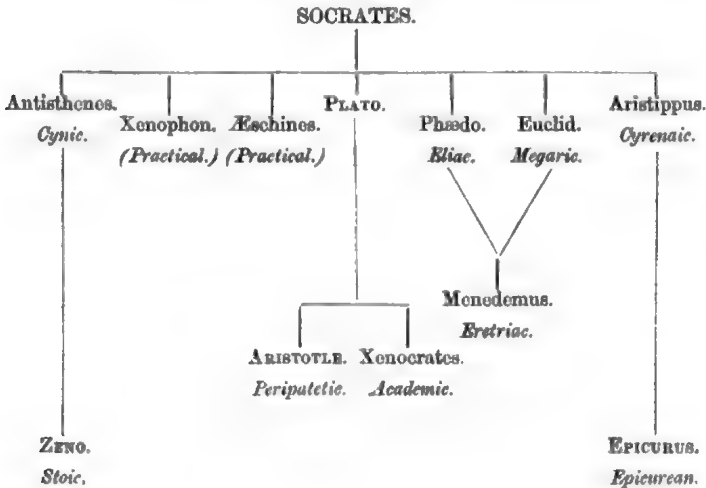 SOCRATES.
Antisthenes. Xenophon. Æschines. PLATO. Phædo. Euclid. Aristippus.
Cynic. (Practical.) (Practical.) Eliac. Megaric. Cyrenaic.
Menedemus.
Eretriac.
ARISTOTLE. Xenocrates.
Peripatetic. Academic.
ZENO. EPICURUS.
Stoic. Epicurean.